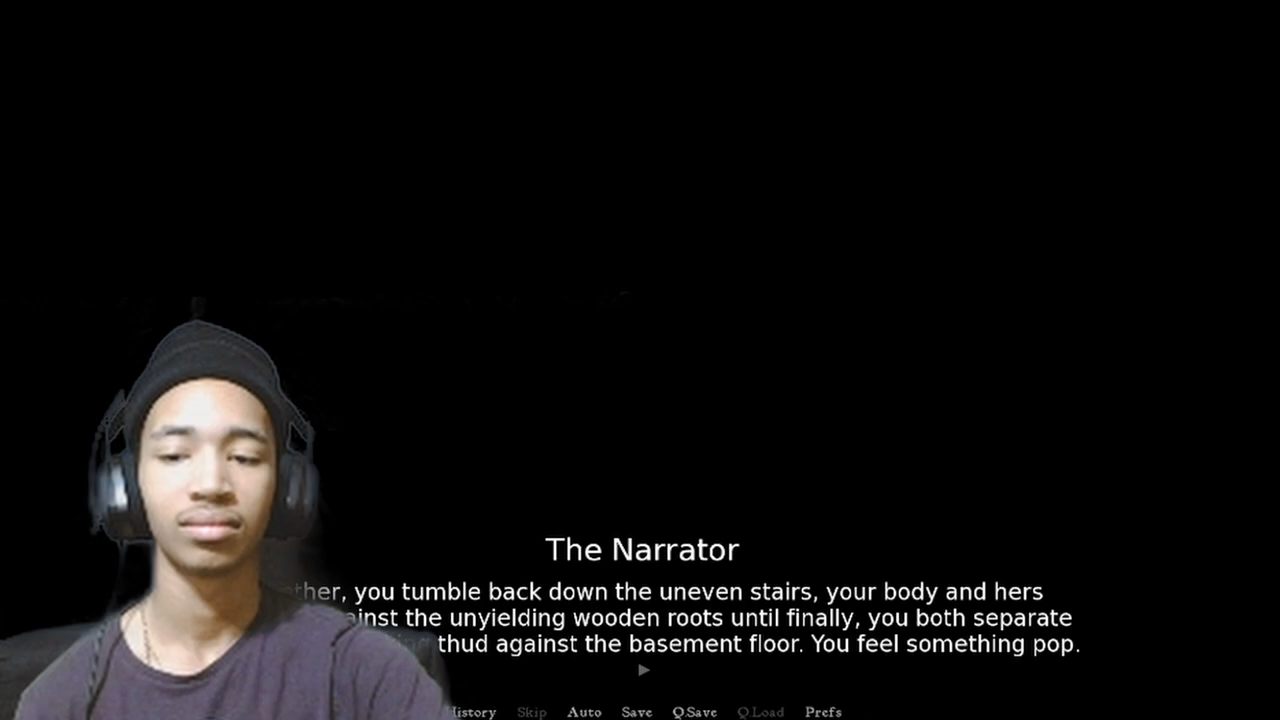 The Narrator
ther, you tumble back down the uneven stairs, your body and hers
ainst the unyielding wooden roots until finally, you both separate
thud against the basement floor. You feel something pop.
History Skip Auto Save Q.Save Q.Load Prefs